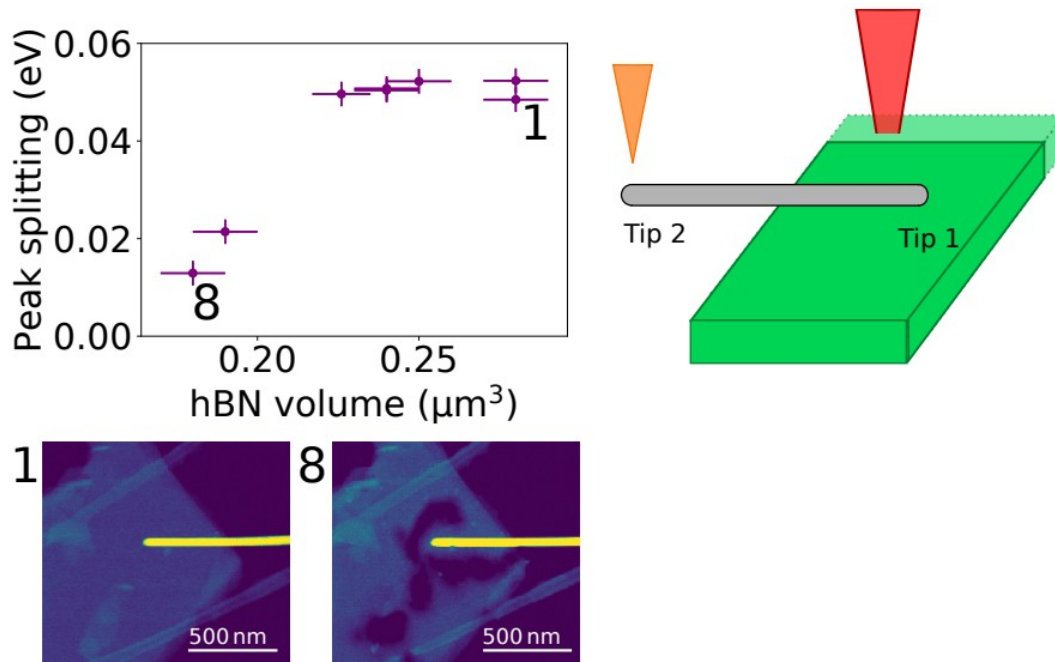 Peak splitting (eV)
0.06
0.04
0.02
0.00
1
8
0.20 0.25
hBN volume (μm³)
Tip 2
Tip 1
1
500 nm
8
500 nm